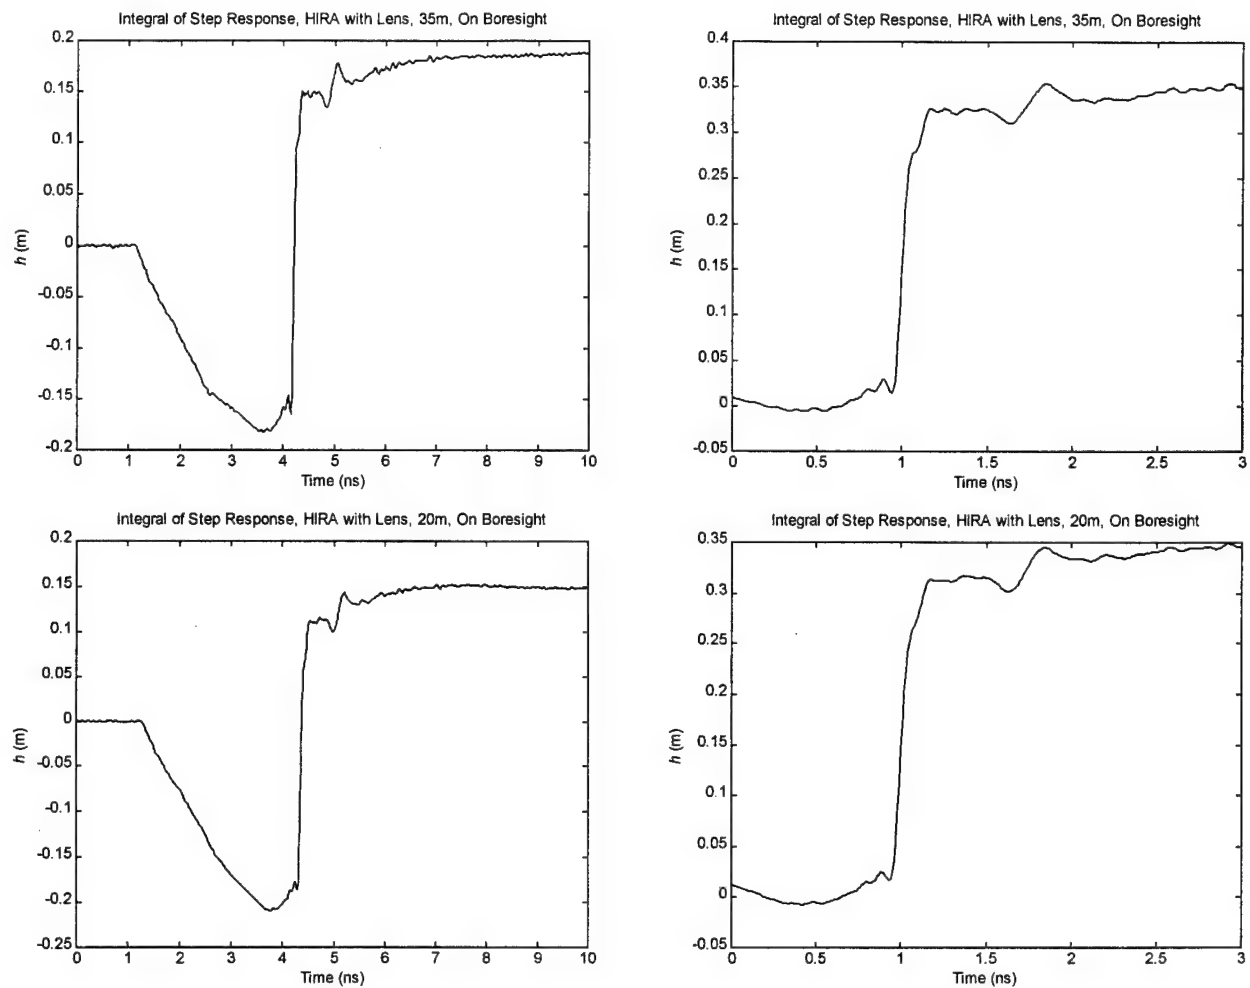 Integral of Step Response, HIRA with Lens, 35m, On Boresight
0.2
0.15
0.1
0.05
0
-0.05
-0.1
-0.15
-0.2
h (m)
0 1 2 3 4 5 6 7 8 9 10
Time (ns)
Integral of Step Response, HIRA with Lens, 35m, On Boresight
0.4
0.35
0.3
0.25
0.2
0.15
0.1
0.05
0
-0.05
h (m)
0 0.5 1 1.5 2 2.5 3
Time (ns)
Integral of Step Response, HIRA with Lens, 20m, On Boresight
0.2
0.15
0.1
0.05
0
-0.05
-0.1
-0.15
-0.2
-0.25
h (m)
0 1 2 3 4 5 6 7 8 9 10
Time (ns)
Integral of Step Response, HIRA with Lens, 20m, On Boresight
0.35
0.3
0.25
0.2
0.15
0.1
0.05
0
-0.05
h (m)
0 0.5 1 1.5 2 2.5 3
Time (ns)